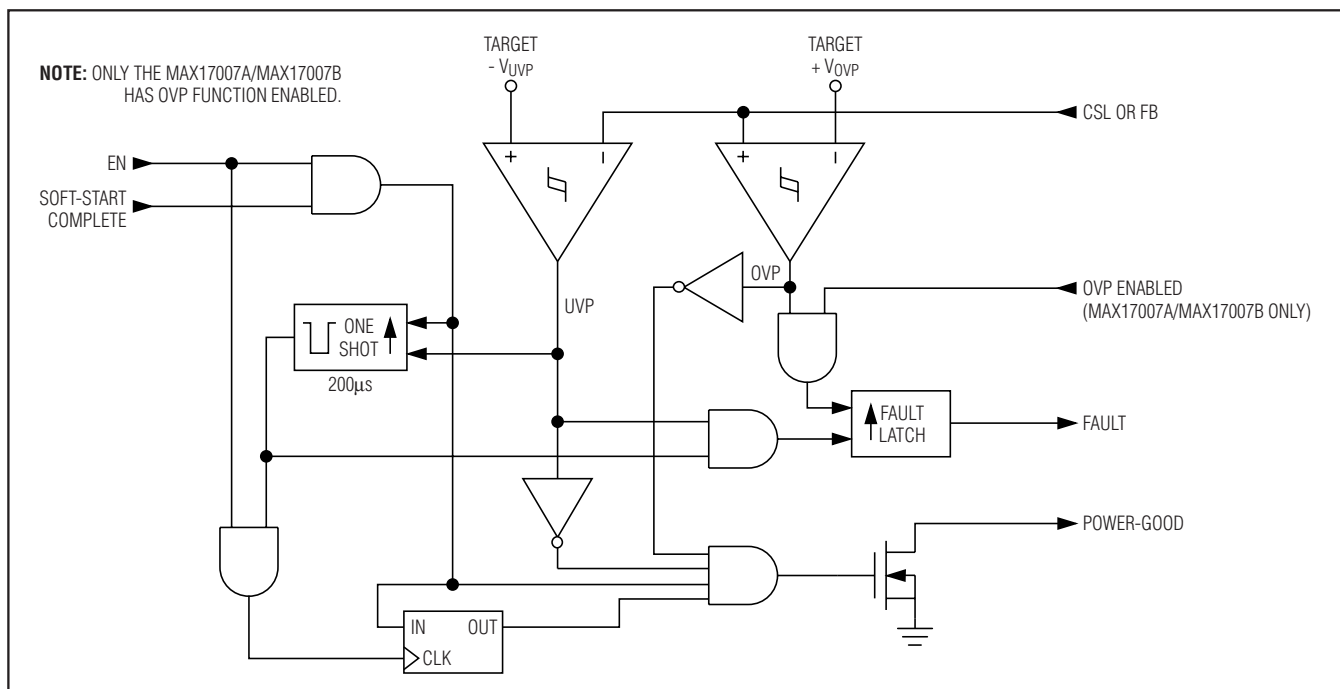 NOTE: ONLY THE MAX17007A/MAX17007B
HAS OVP FUNCTION ENABLED.
TARGET
- VUVP
TARGET
+ VOVP
CSL OR FB
EN
SOFT-START
COMPLETE
+
−
+
−
UVP
OVP
OVP ENABLED
(MAX17007A/MAX17007B ONLY)
ONE
SHOT
200µs
FAULT
LATCH
FAULT
POWER-GOOD
IN
OUT
CLK